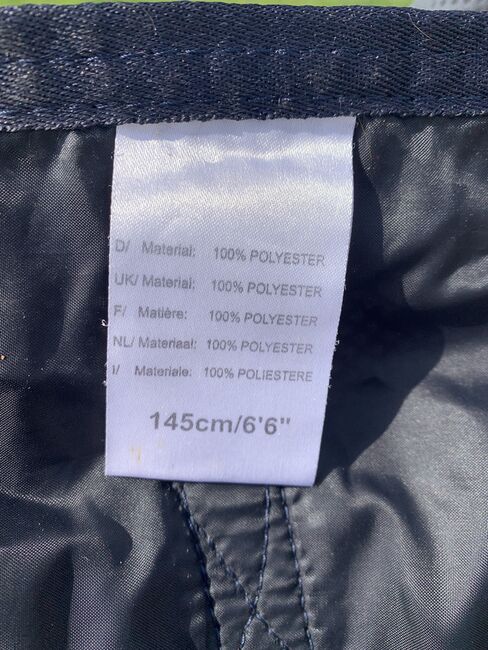 D/ Material: 100% POLYESTER
UK/ Material: 100% POLYESTER
F/ Matière: 100% POLYESTER
NL/ Materiaal: 100% POLYESTER
I/ Materiale: 100% POLIESTERE
145cm/6'6"